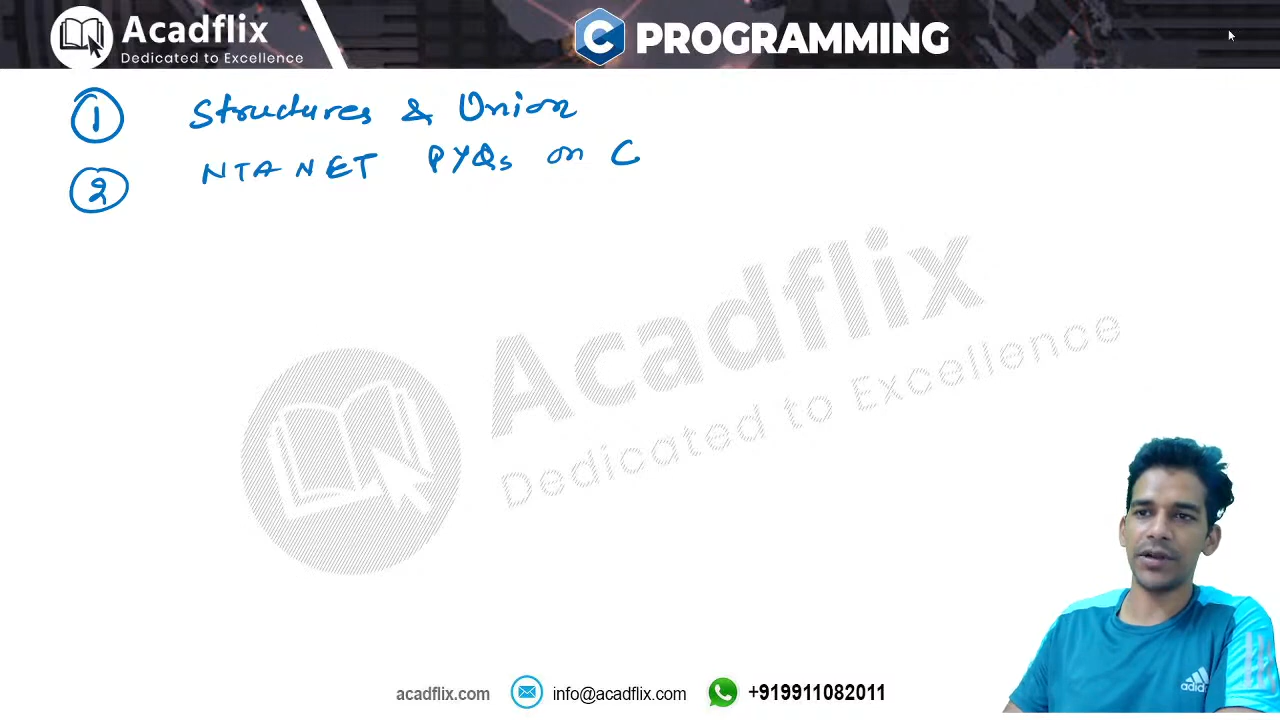 Acadflix
Dedicated to Excellence
C PROGRAMMING
1 Structures & Union
2 NTA NET PYQs on C
Acadflix
Dedicated to Excellence
adidas
acadflix.com info@acadflix.com +919911082011